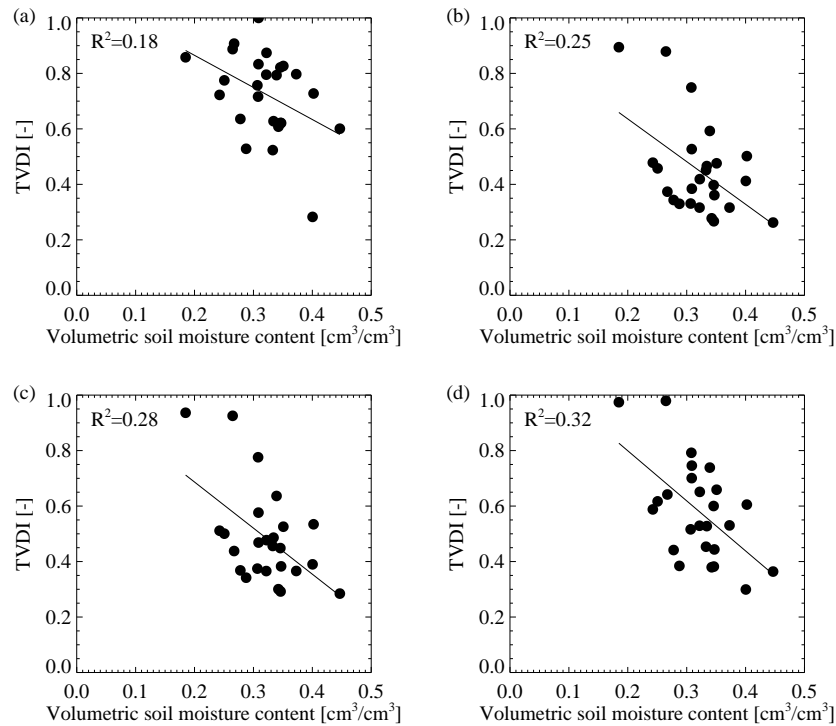 (a)
R²=0.18
1.0
0.8
0.6
0.4
0.2
0.0
TVDI [-]
0.0 0.1 0.2 0.3 0.4 0.5
Volumetric soil moisture content [cm³/cm³]
(b)
R²=0.25
1.0
0.8
0.6
0.4
0.2
0.0
TVDI [-]
0.0 0.1 0.2 0.3 0.4 0.5
Volumetric soil moisture content [cm³/cm³]
(c)
R²=0.28
1.0
0.8
0.6
0.4
0.2
0.0
TVDI [-]
0.0 0.1 0.2 0.3 0.4 0.5
Volumetric soil moisture content [cm³/cm³]
(d)
R²=0.32
1.0
0.8
0.6
0.4
0.2
0.0
TVDI [-]
0.0 0.1 0.2 0.3 0.4 0.5
Volumetric soil moisture content [cm³/cm³]